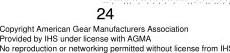 24
Copyright American Gear Manufacturers Association
Provided by IHS under license with AGMA
No reproduction or networking permitted without license from IHS